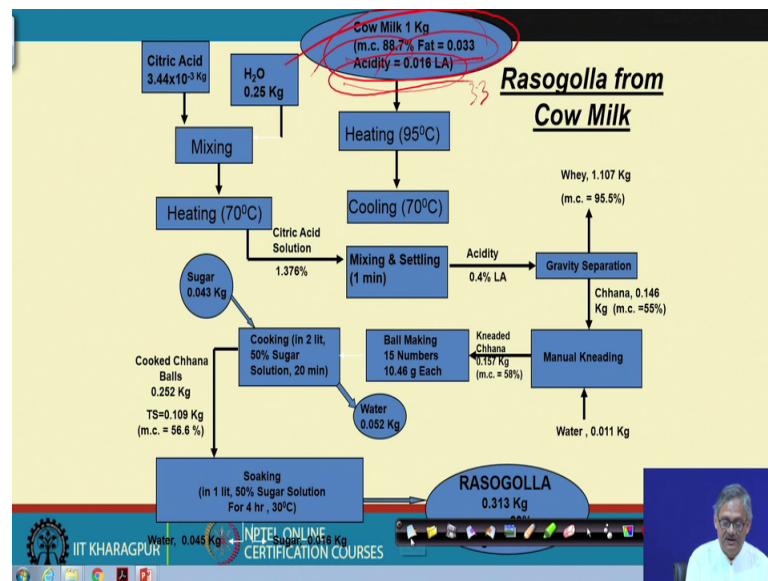 Cow Milk 1 Kg
(m.c. 88.7% Fat = 0.033
Acidity = 0.016 LA)
3.3
Rasogolla from
Cow Milk
Citric Acid
3.44x10⁻³ Kg
H₂O
0.25 Kg
Mixing
Heating (95⁰C)
Heating (70⁰C)
Cooling (70⁰C)
Citric Acid
Solution
1.376%
Mixing & Settling
(1 min)
Acidity
0.4% LA
Whey, 1.107 Kg
(m.c. = 95.5%)
Gravity Separation
Chhana, 0.146
Kg (m.c =55%)
Manual Kneading
Water , 0.011 Kg
Kneaded
Chhana
0.157 Kg
(m.c. = 58%)
Ball Making
15 Numbers
10.46 g Each
Sugar
0.043 Kg
Cooking (in 2 lit,
50% Sugar
Solution, 20 min)
Water
0.052 Kg
Cooked Chhana
Balls
0.252 Kg
TS=0.109 Kg
(m.c. = 56.6 %)
Soaking
(in 1 lit, 50% Sugar Solution
For 4 hr , 30⁰C)
Water, 0.045 Kg
Sugar, 0.016 Kg
RASOGOLLA
0.313 Kg
IIT KHARAGPUR
NPTEL ONLINE
CERTIFICATION COURSES